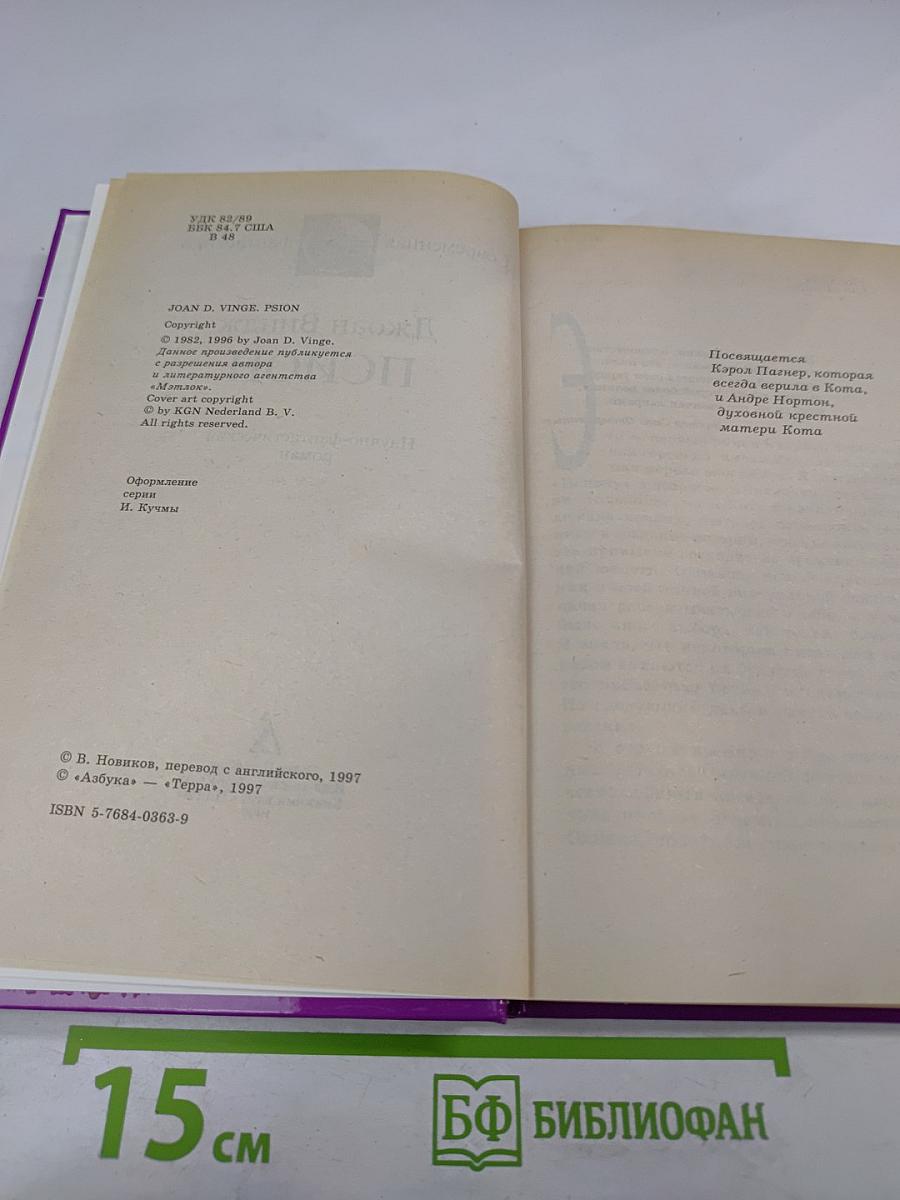 УДК 82/89
ББК 84.7 США
В 48
JOAN D. VINGE. PSION
Copyright
© 1982, 1996 by Joan D. Vinge.
Данное произведение публикуется
с разрешения автора
и литературного агентства
«Мэтлок».
Cover art copyright
© by KGN Nederland B. V.
All rights reserved.
Оформление
серии
И. Кучмы
© В. Новиков, перевод с английского, 1997
© «Азбука» — «Терра», 1997
ISBN 5-7684-0363-9
Посвящается
Кэрол Пагнер, которая
всегда верила в Кота,
и Андре Нортон,
духовной крестной
матери Кота
15 см
БФ БИБЛИОФАН